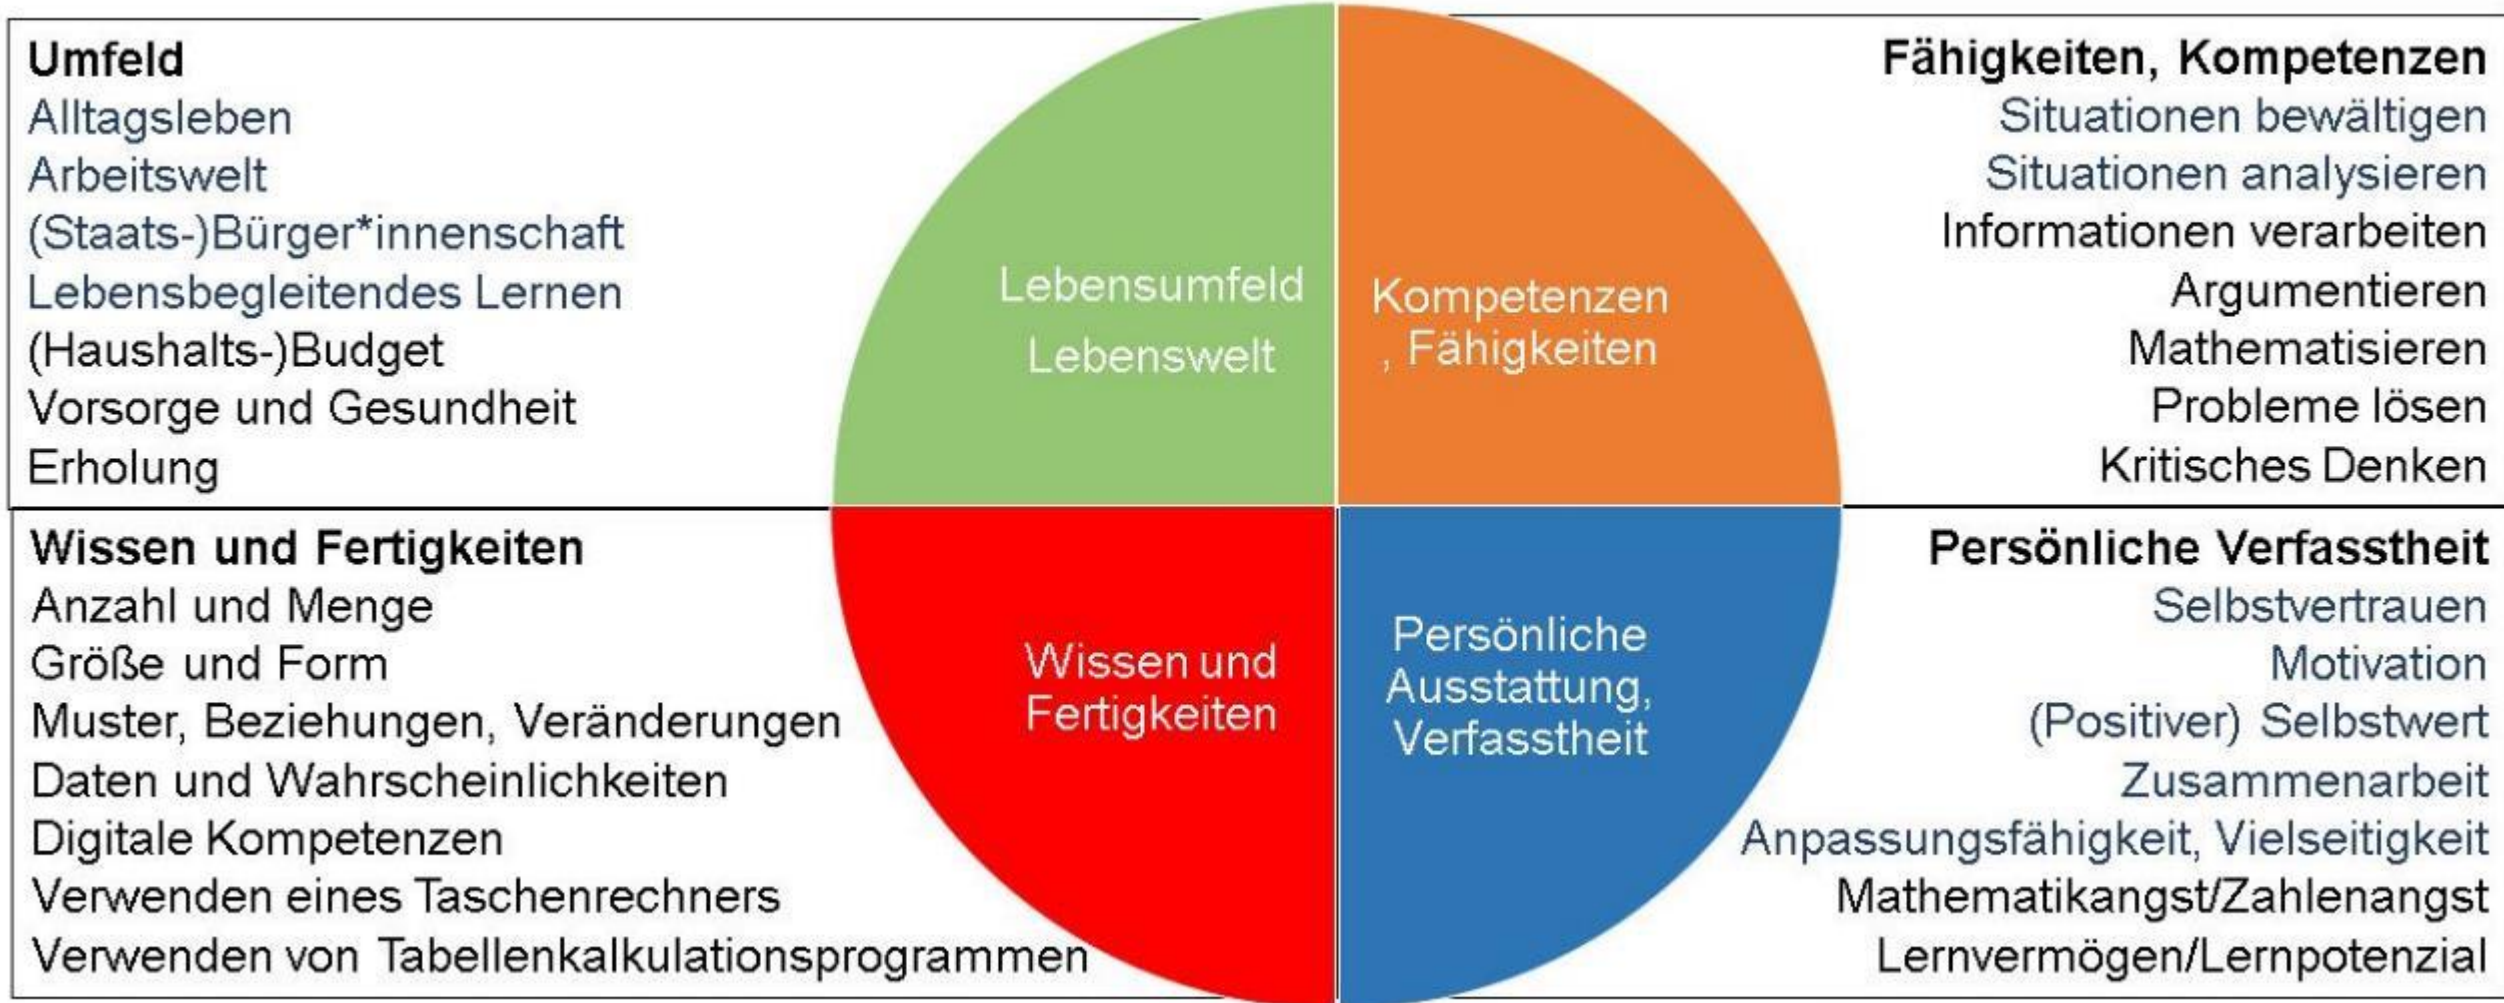 Umfeld
Alltagsleben
Arbeitswelt
(Staats-)Bürger*innenschaft
Lebensbegleitendes Lernen
(Haushalts-)Budget
Vorsorge und Gesundheit
Erholung
Lebensumfeld
Lebenswelt
Kompetenzen
, Fähigkeiten
Fähigkeiten, Kompetenzen
Situationen bewältigen
Situationen analysieren
Informationen verarbeiten
Argumentieren
Mathematisieren
Probleme lösen
Kritisches Denken
Wissen und Fertigkeiten
Anzahl und Menge
Größe und Form
Muster, Beziehungen, Veränderungen
Daten und Wahrscheinlichkeiten
Digitale Kompetenzen
Verwenden eines Taschenrechners
Verwenden von Tabellenkalkulationsprogrammen
Wissen und
Fertigkeiten
Persönliche
Ausstattung,
Verfasstheit
Persönliche Verfasstheit
Selbstvertrauen
Motivation
(Positiver) Selbstwert
Zusammenarbeit
Anpassungsfähigkeit, Vielseitigkeit
Mathematikangst/Zahlenangst
Lernvermögen/Lernpotenzial